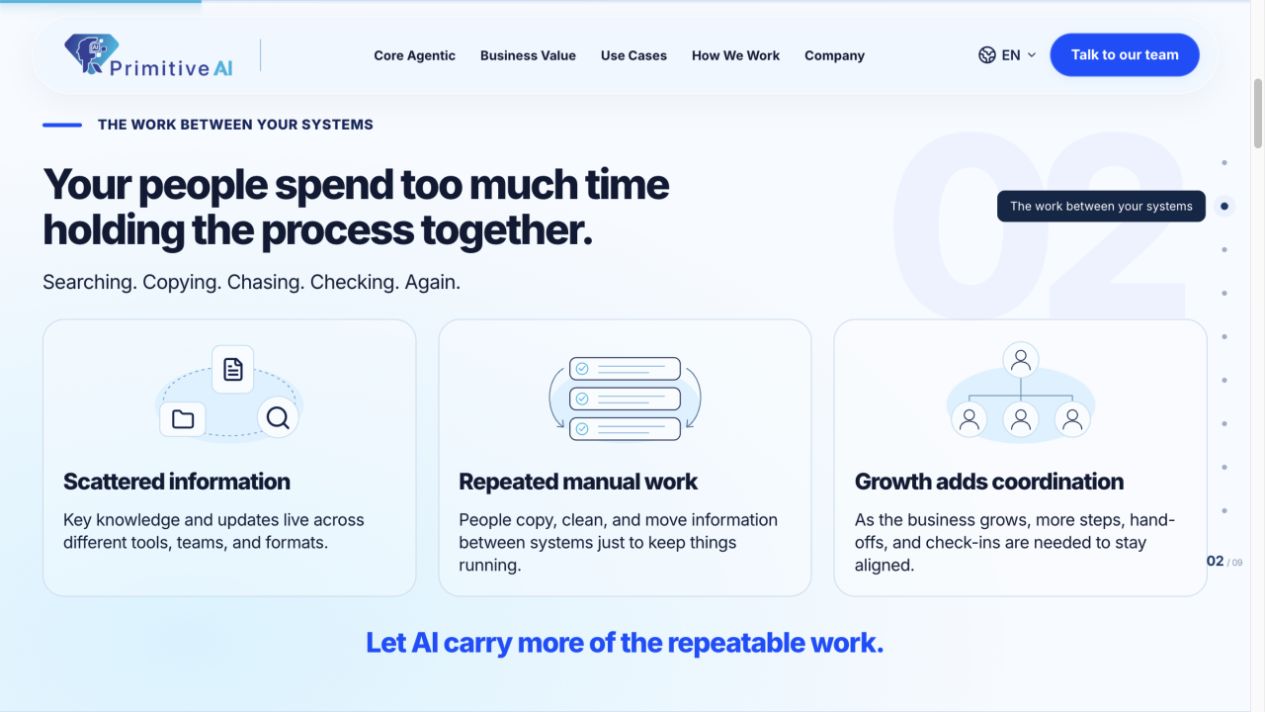 AI
Primitive AI
Core Agentic
Business Value
Use Cases
How We Work
Company
EN
Talk to our team
THE WORK BETWEEN YOUR SYSTEMS
02
Your people spend too much time
holding the process together.
The work between your systems
Searching. Copying. Chasing. Checking. Again.
Scattered information
Key knowledge and updates live across
different tools, teams, and formats.
Repeated manual work
People copy, clean, and move information
between systems just to keep things
running.
Growth adds coordination
As the business grows, more steps, hand-
offs, and check-ins are needed to stay
aligned.
02 / 09
Let AI carry more of the repeatable work.